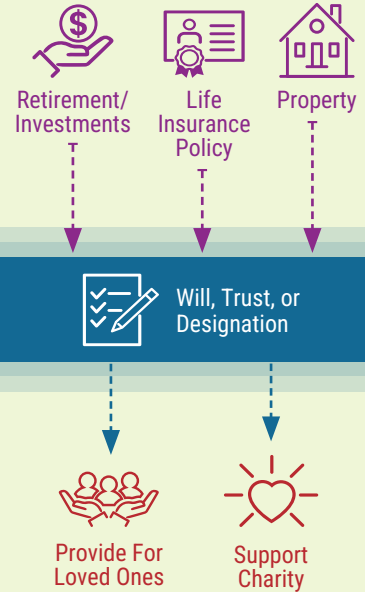 $
Retirement/
Investments
Life
Insurance
Policy
Property
Will, Trust, or
Designation
Provide For
Loved Ones
Support
Charity